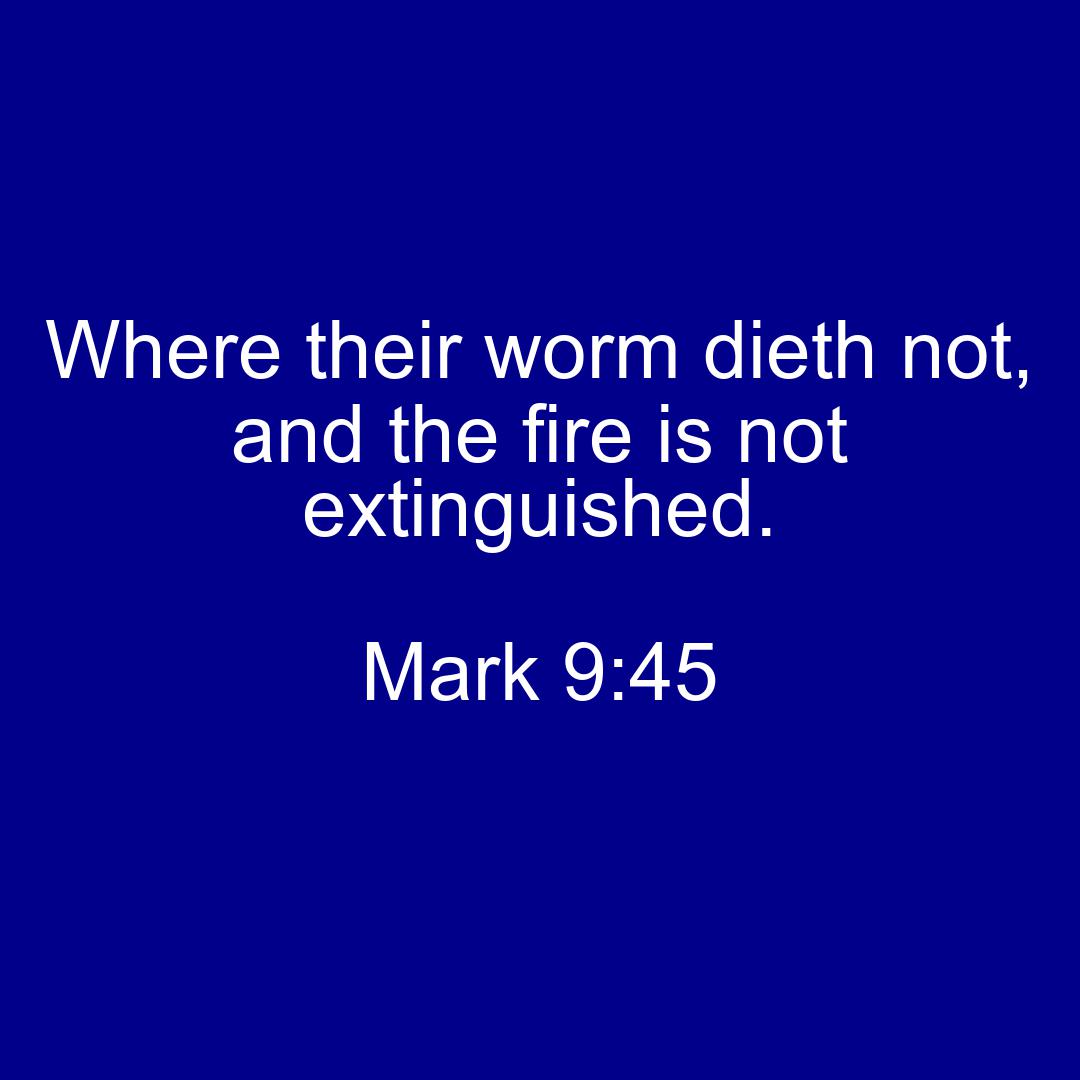 Where their worm dieth not,
and the fire is not
extinguished.
Mark 9:45